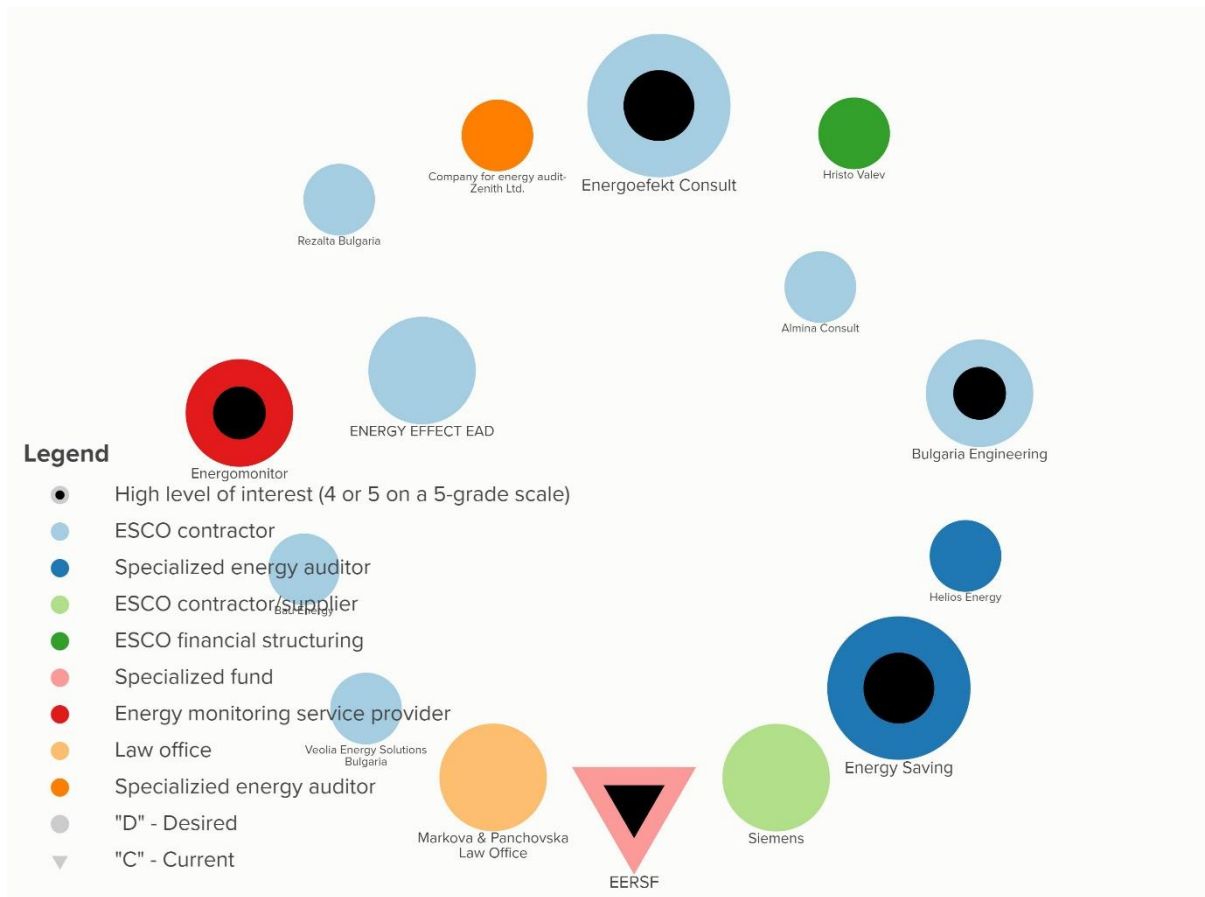 Energoefekt Consult
Company for energy audit-
Zenith Ltd.
Hristo Valev
Rezalta Bulgaria
Almina Consult
ENERGY EFFECT EAD
Bulgaria Engineering
Energomonitor
Legend
High level of interest (4 or 5 on a 5-grade scale)
ESCO contractor
Specialized energy auditor
ESCO contractor/supplier
ESCO financial structuring
Specialized fund
Energy monitoring service provider
Law office
Specializied energy auditor
"D" - Desired
"C" - Current
Bau Energy
Helios Energy
Veolia Energy Solutions
Bulgaria
Energy Saving
Markova & Panchovska
Law Office
Siemens
EERSF